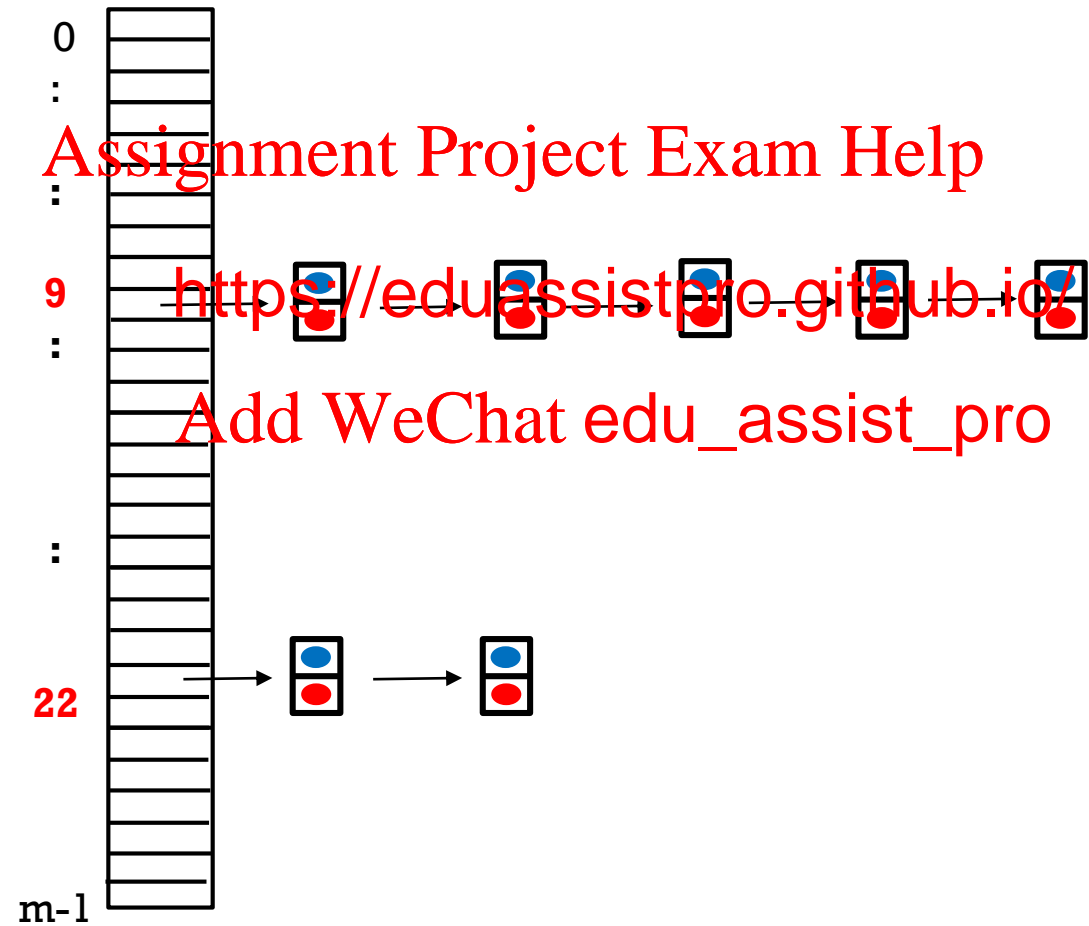 0
:
Assignment Project Exam Help
:
9
https://eduassistpro.github.io/
:
Add WeChat edu_assist_pro
:
22
m-1